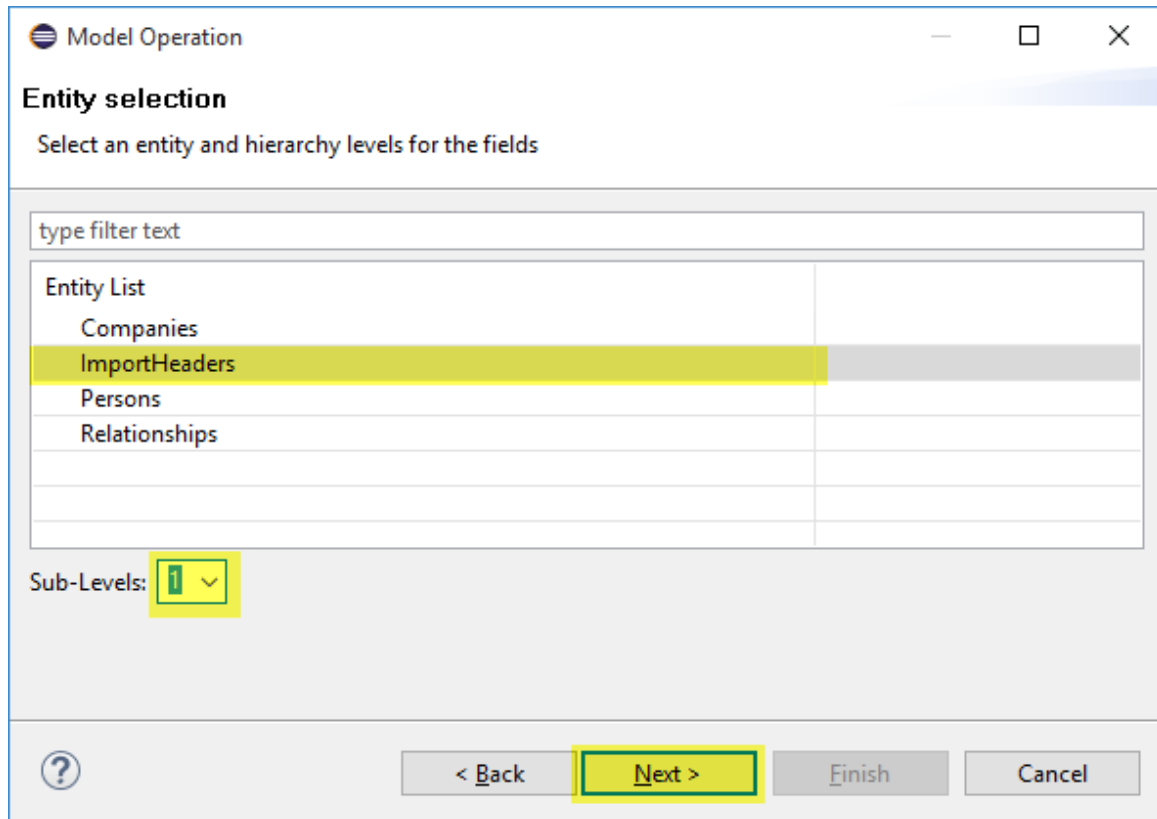 Model Operation
Entity selection
Select an entity and hierarchy levels for the fields
type filter text
Entity List
Companies
ImportHeaders
Persons
Relationships
Sub-Levels: 1
? < Back Next > Finish Cancel